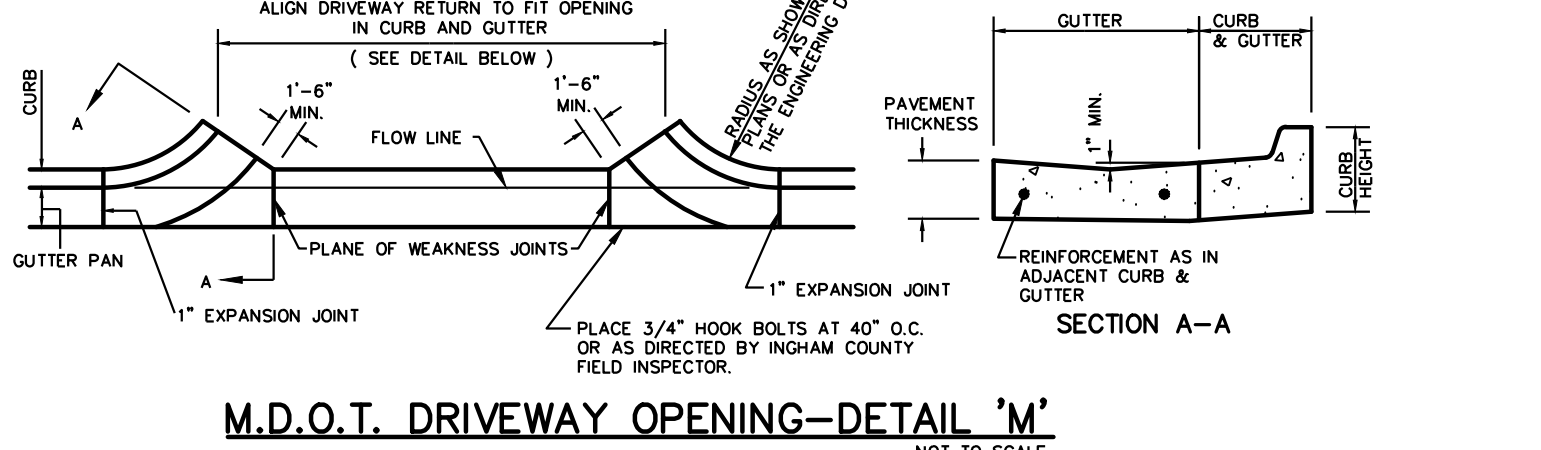 ALIGN DRIVEWAY RETURN TO FIT OPENING
IN CURB AND GUTTER
( SEE DETAIL BELOW )
CURB
A
1'-6"
MIN.
1'-6"
MIN.
FLOW LINE
RADIUS AS
PLANS OR AS
THE ENGINEERING
GUTTER PAN
PLANE OF WEAKNESS JOINTS
A
1" EXPANSION JOINT
1" EXPANSION JOINT
PLACE 3/4" HOOK BOLTS AT 40" O.C.
OR AS DIRECTED BY INGHAM COUNTY
FIELD INSPECTOR.
GUTTER
CURB
& GUTTER
PAVEMENT
THICKNESS
1" MIN.
CURB
HEIGHT
REINFORCEMENT AS IN
ADJACENT CURB &
GUTTER
SECTION A-A
M.D.O.T. DRIVEWAY OPENING-DETAIL 'M'
NOT TO SCALE